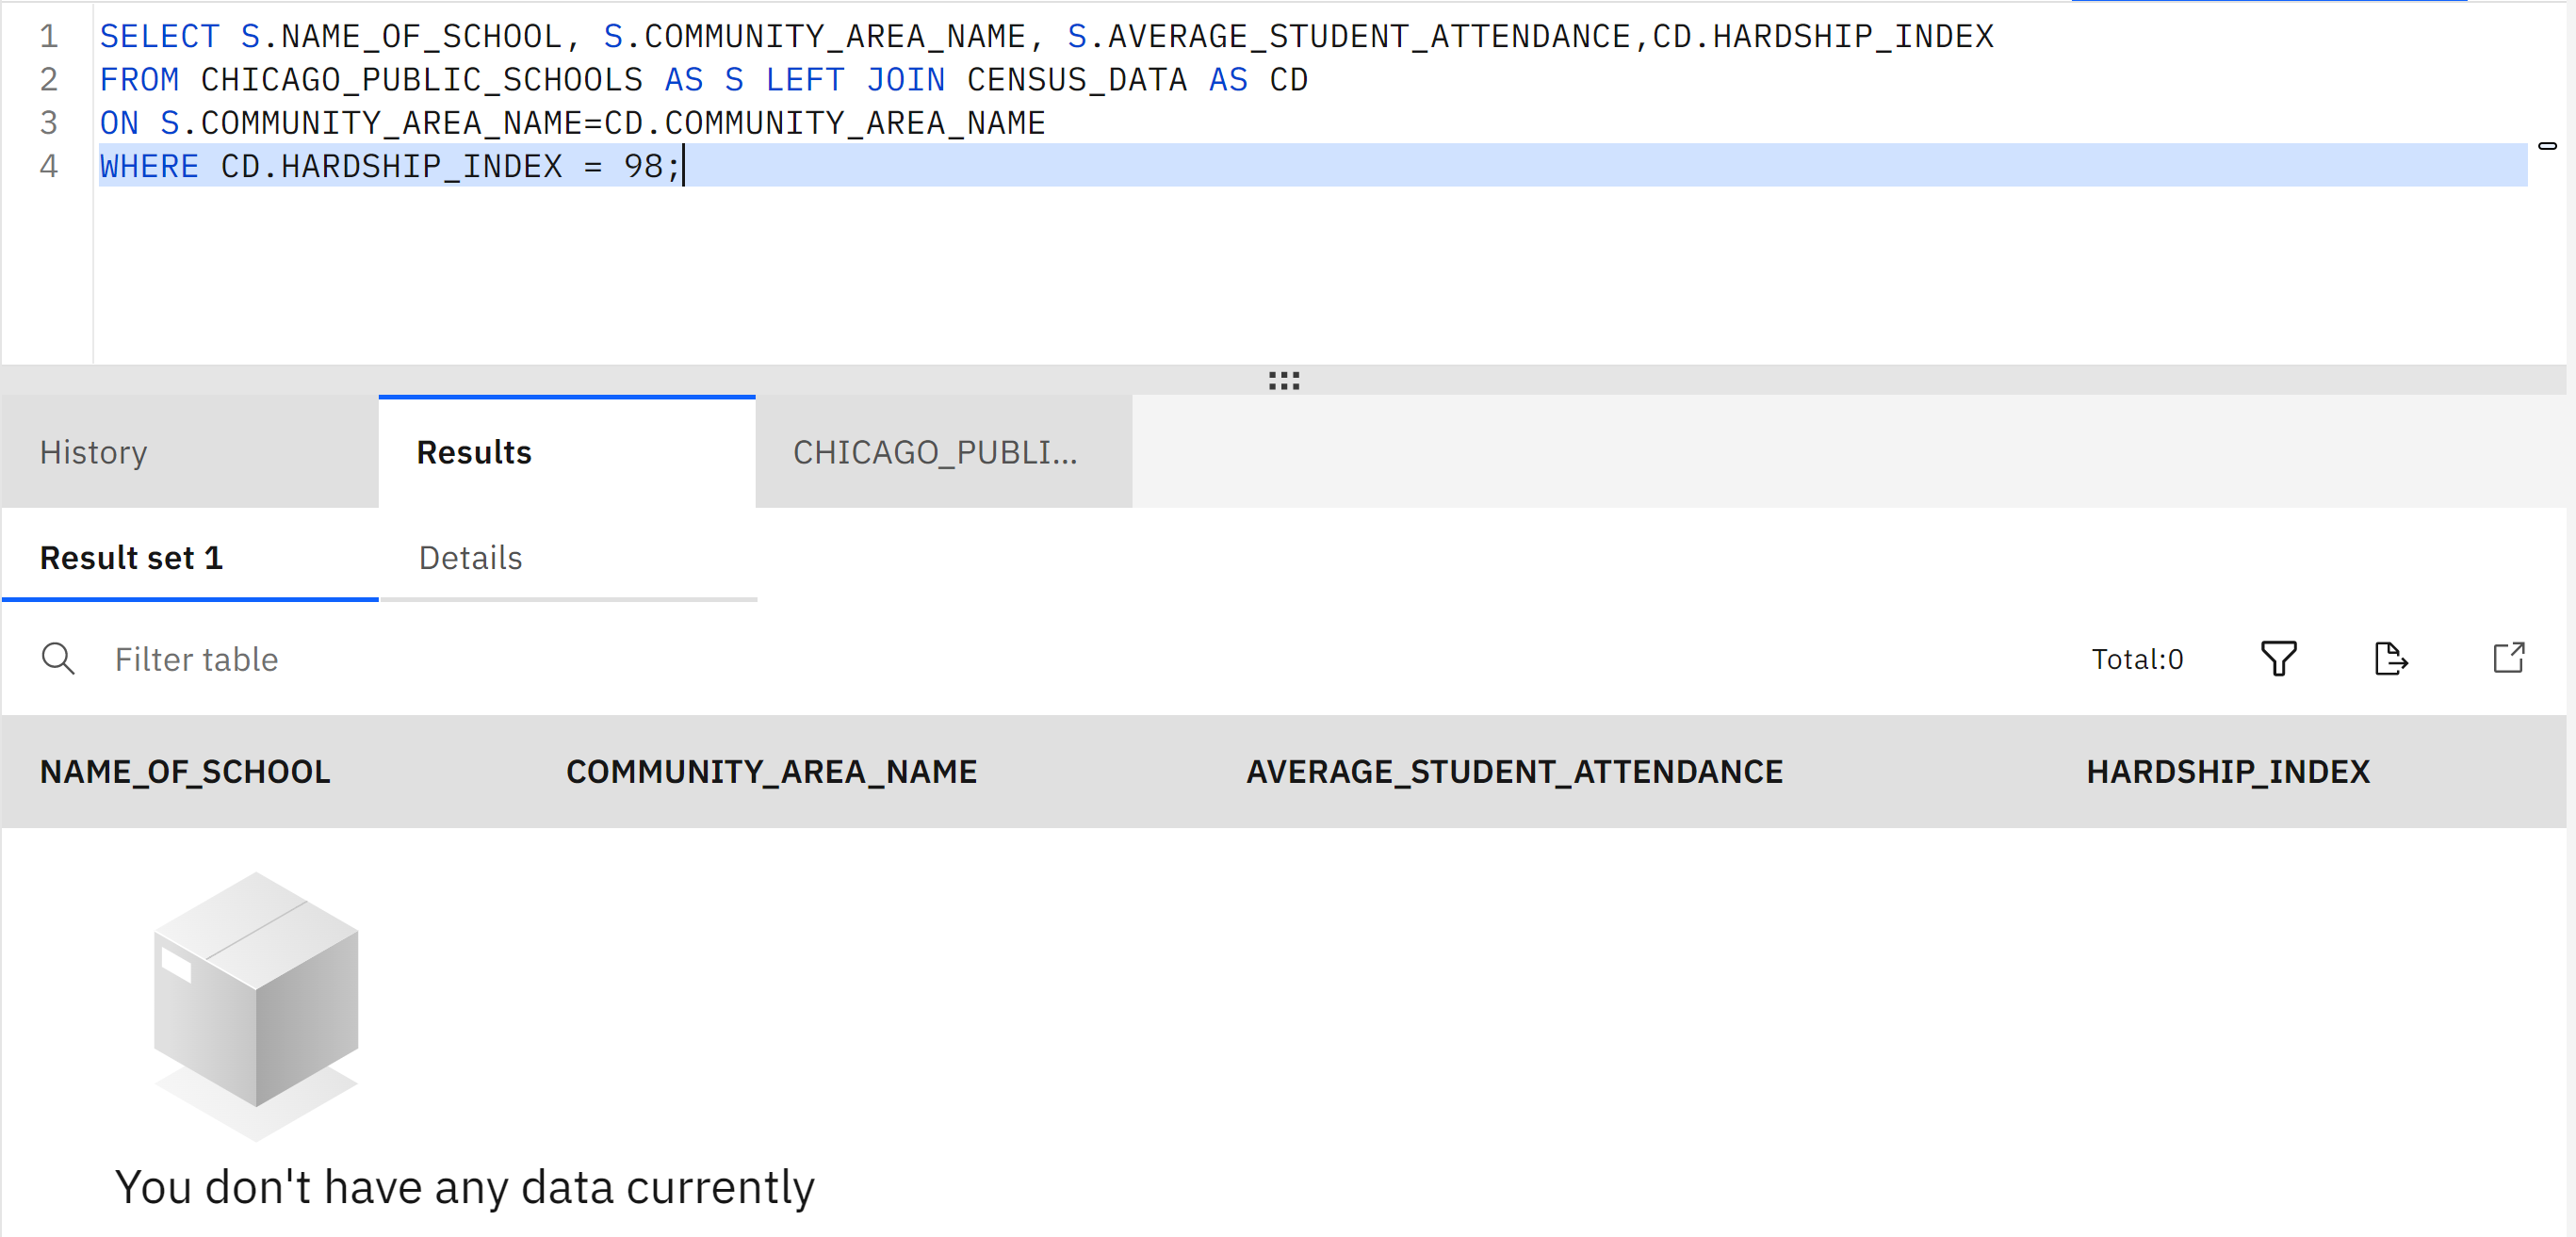 1 SELECT S.NAME_OF_SCHOOL, S.COMMUNITY_AREA_NAME, S.AVERAGE_STUDENT_ATTENDANCE,CD.HARDSHIP_INDEX
2 FROM CHICAGO_PUBLIC_SCHOOLS AS S LEFT JOIN CENSUS_DATA AS CD
3 ON S.COMMUNITY_AREA_NAME=CD.COMMUNITY_AREA_NAME
4 WHERE CD.HARDSHIP_INDEX = 98;
History Results CHICAGO_PUBLI...
Result set 1 Details
Filter table Total:0
NAME_OF_SCHOOL COMMUNITY_AREA_NAME AVERAGE_STUDENT_ATTENDANCE HARDSHIP_INDEX
You don't have any data currently